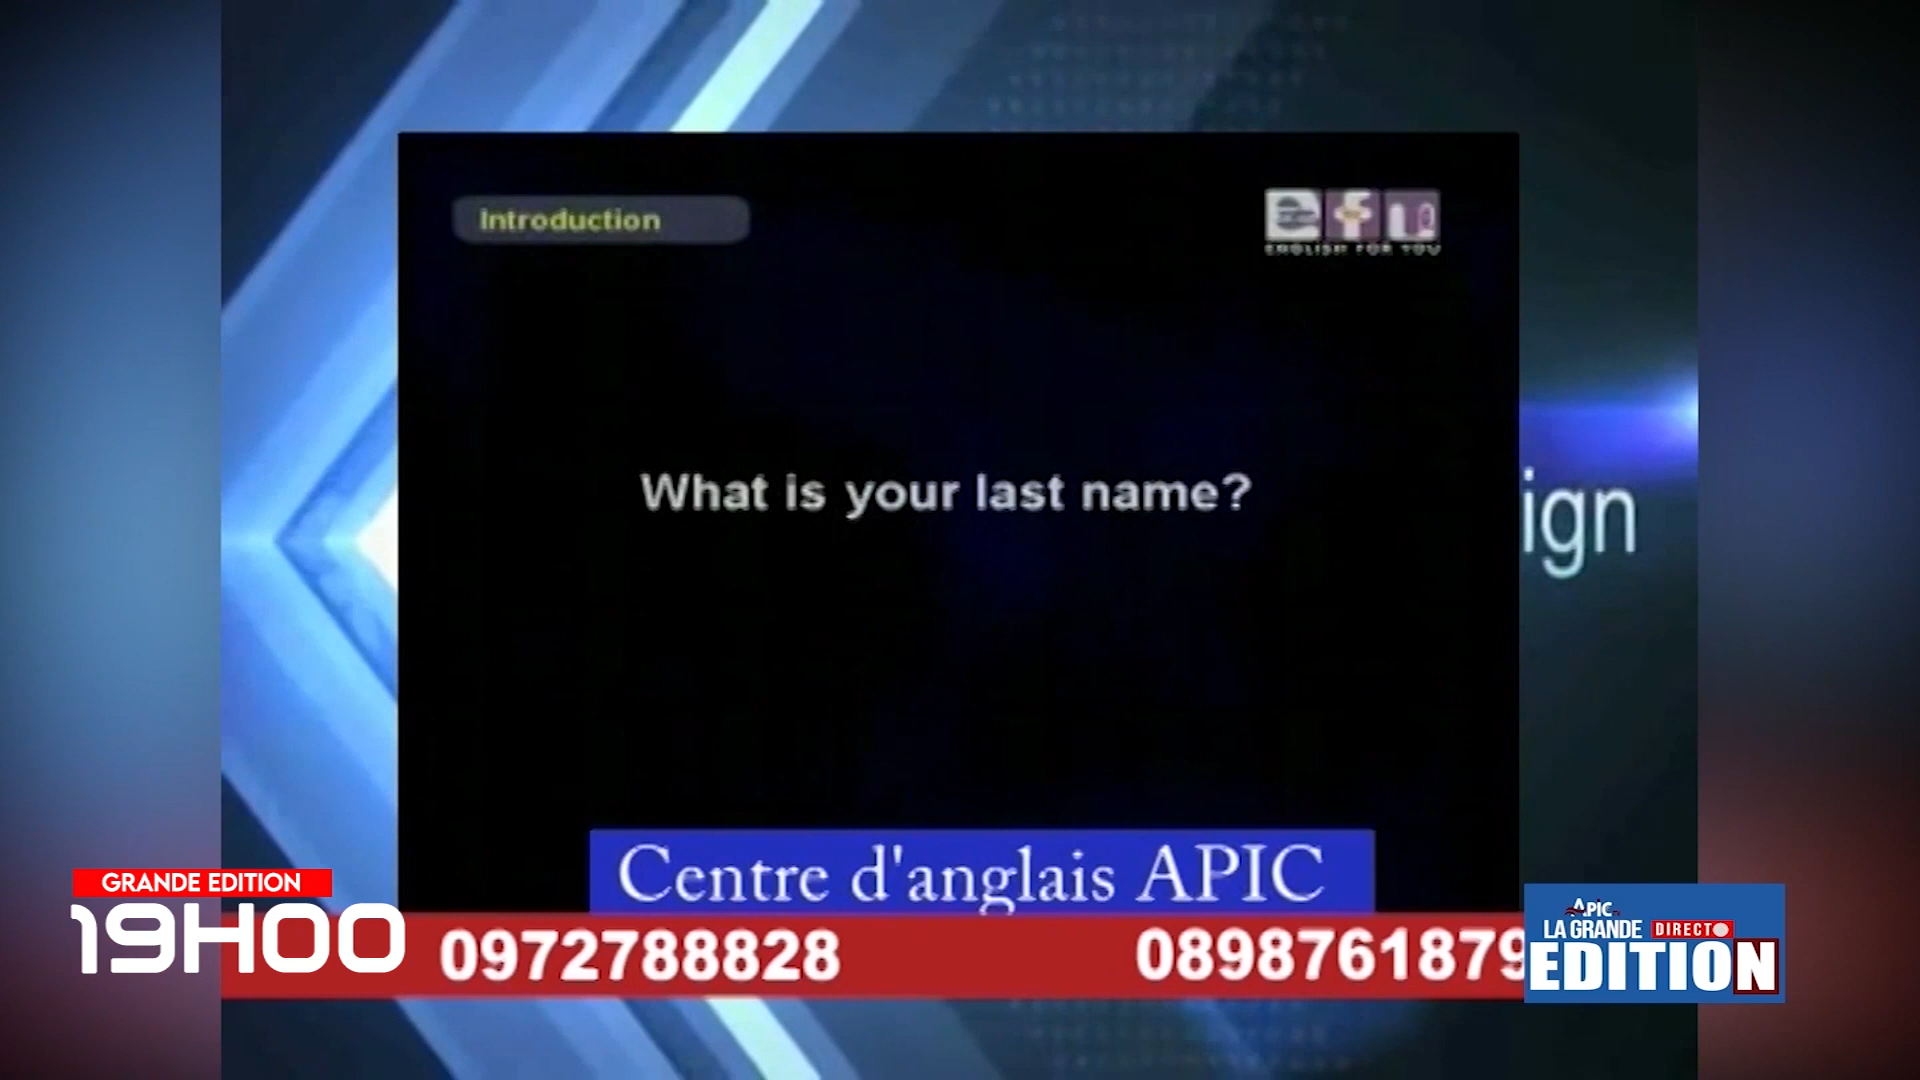 Introduction
ENGLISH FOR YOU
What is your last name?
ign
Centre d'anglais APIC
GRANDE EDITION
19H00
0972788828
0898761879
APIC
LA GRANDE
DIRECT
EDITION